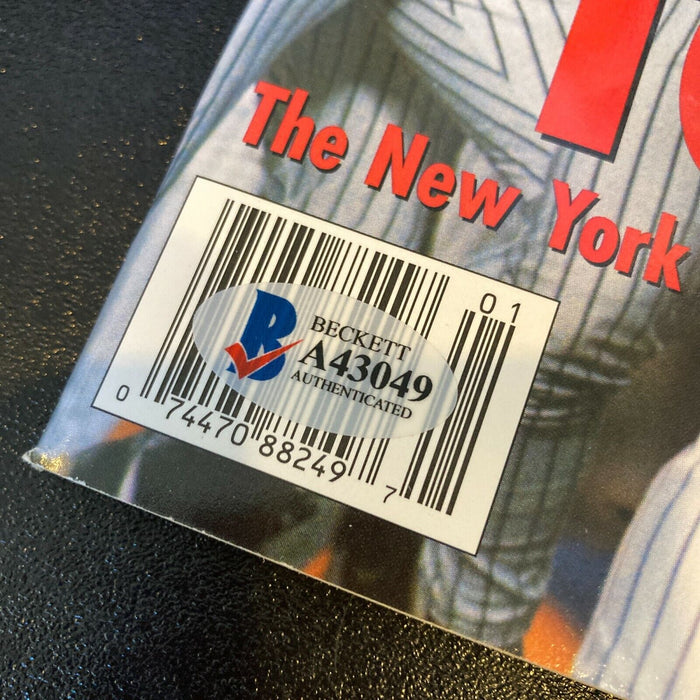 The New York
01
B
BECKETT
A43049
AUTHENTICATED
0 74470 88249 7